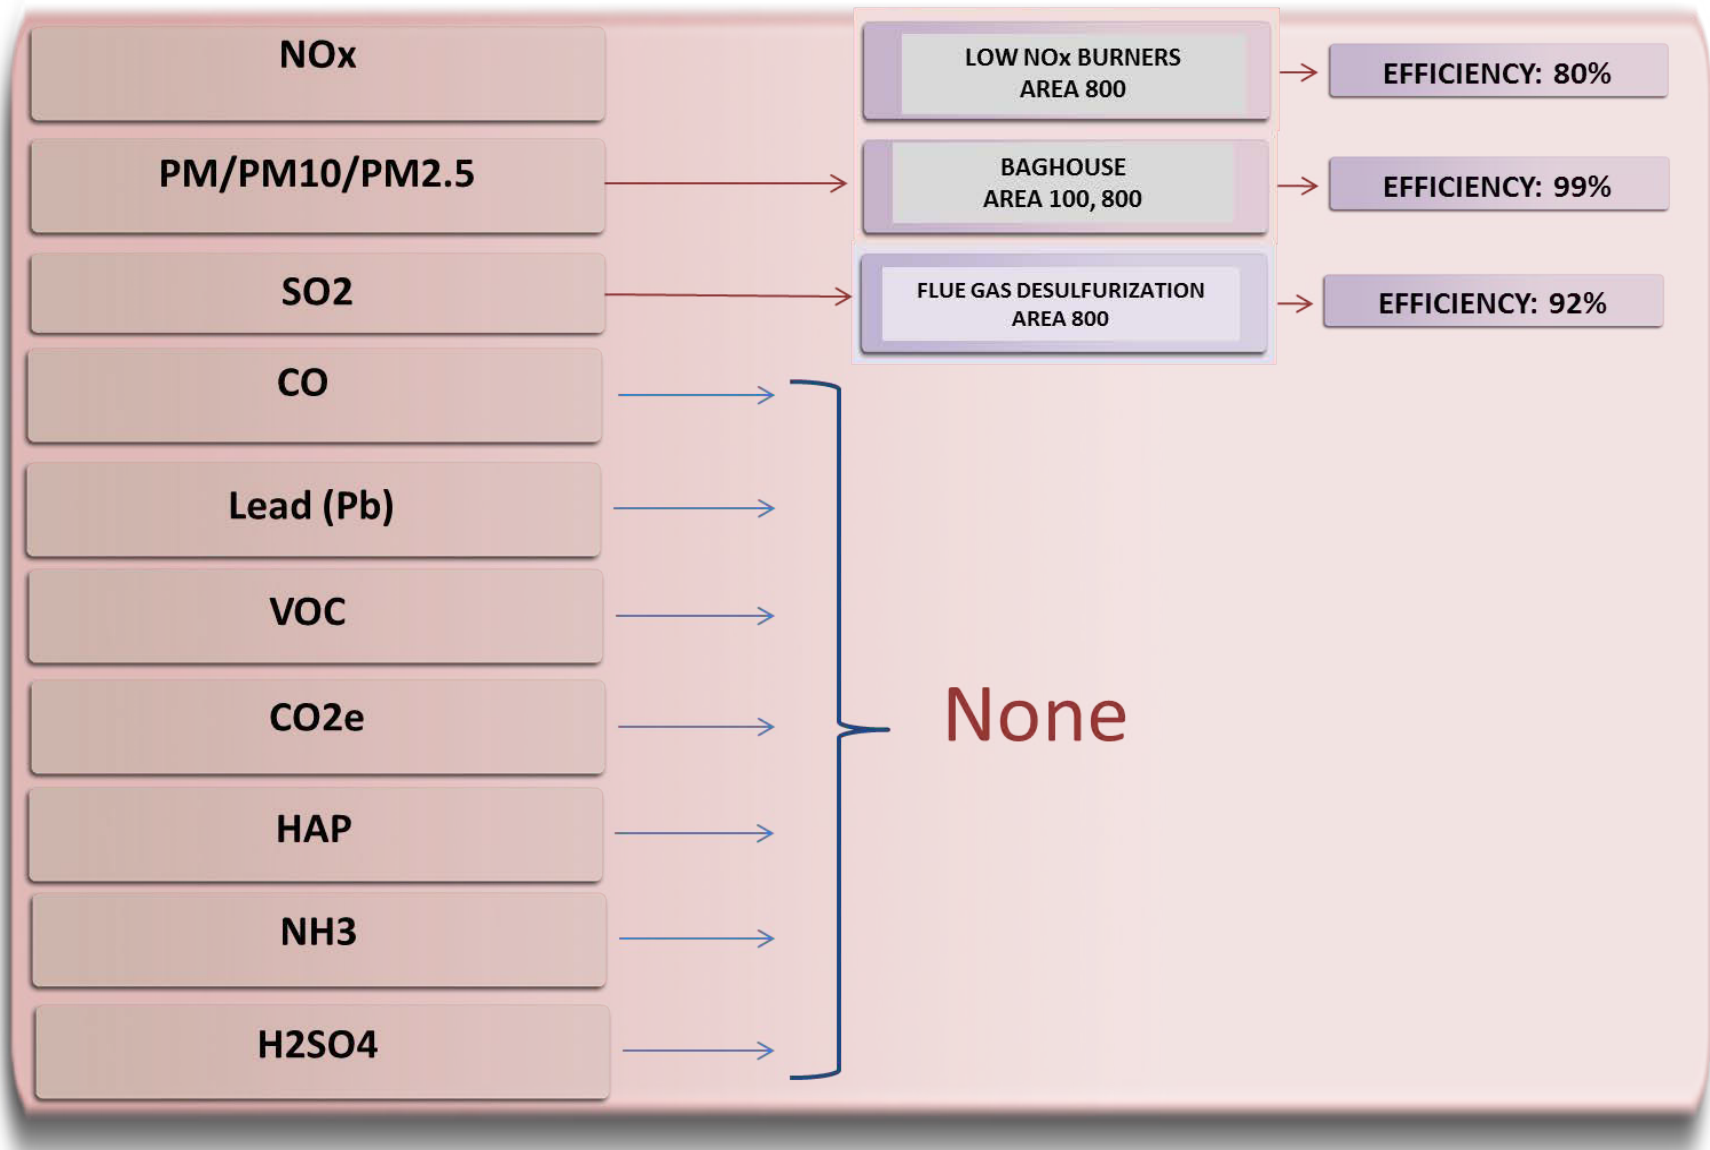 NOx
LOW NOx BURNERS
AREA 800
EFFICIENCY: 80%
PM/PM10/PM2.5
BAGHOUSE
AREA 100, 800
EFFICIENCY: 99%
SO2
FLUE GAS DESULFURIZATION
AREA 800
EFFICIENCY: 92%
CO
Lead (Pb)
VOC
CO2e
HAP
NH3
H2SO4
None